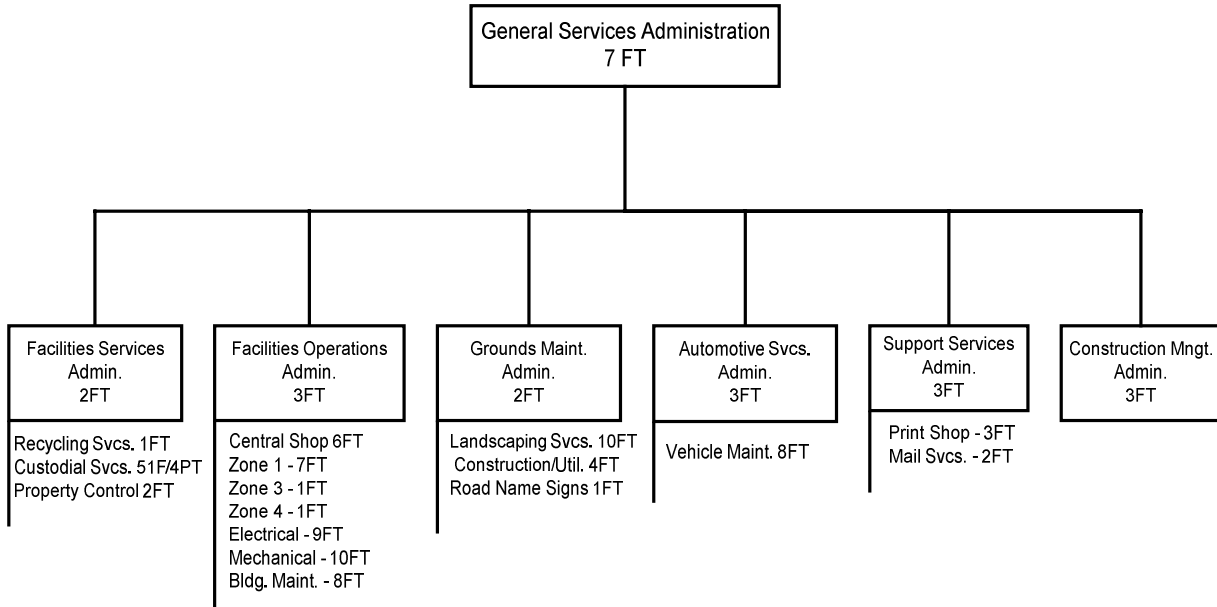 General Services Administration
7 FT
Facilities Services
Admin.
2FT
Recycling Svcs. 1FT
Custodial Svcs. 51F/4PT
Property Control 2FT
Facilities Operations
Admin.
3FT
Central Shop 6FT
Zone 1 - 7FT
Zone 3 - 1FT
Zone 4 - 1FT
Electrical - 9FT
Mechanical - 10FT
Bldg. Maint. - 8FT
Grounds Maint.
Admin.
2FT
Landscaping Svcs. 10FT
Construction/Util. 4FT
Road Name Signs 1FT
Automotive Svcs.
Admin.
3FT
Vehicle Maint. 8FT
Support Services
Admin.
3FT
Print Shop - 3FT
Mail Svcs. - 2FT
Construction Mngt.
Admin.
3FT